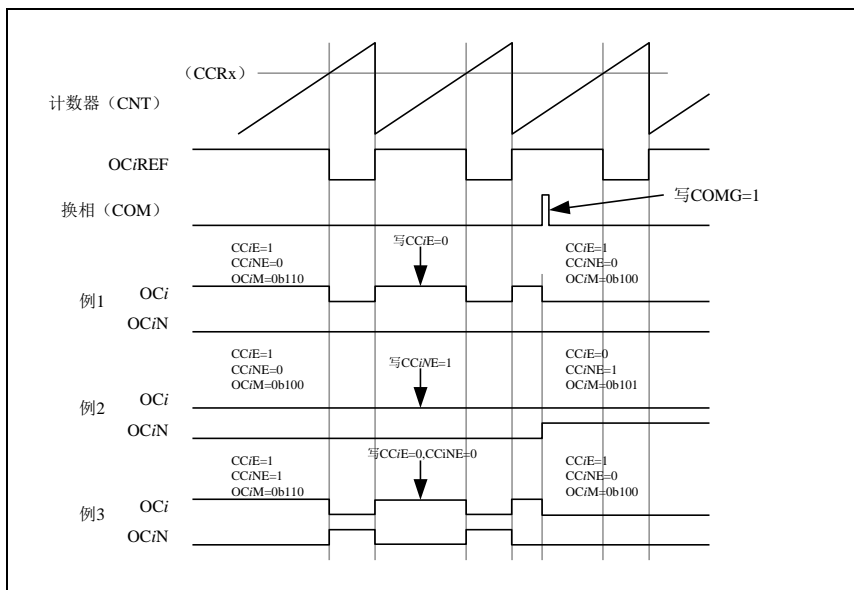 （CCRx）
计数器（CNT）
OCiREF
换相（COM）
写COMG=1
CCiE=1
CCiNE=0
OCiM=0b110
写CCiE=0
CCiE=1
CCiNE=0
OCiM=0b100
例1
OCi
OCiN
CCiE=1
CCiNE=0
OCiM=0b100
写CCiNE=1
CCiE=0
CCiNE=1
OCiM=0b101
例2
OCi
OCiN
CCiE=1
CCiNE=1
OCiM=0b110
写CCiE=0,CCiNE=0
CCiE=1
CCiNE=0
OCiM=0b100
例3
OCi
OCiN